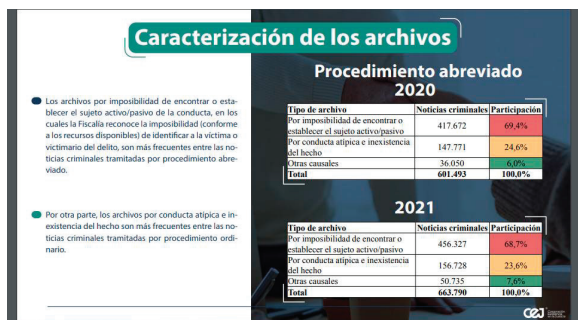 Caracterización de los archivos
Los archivos por imposibilidad de encontrar o esta-
blecer el sujeto activo/pasivo de la conducta, en los
cuales la Fiscalía reconoce la imposibilidad (conforme
a los recursos disponibles) de identificar a la víctima o
victimario del delito, son más frecuentes entre las no-
ticias criminales tramitadas por procedimiento abre-
viado.
Por otra parte, los archivos por conducta atípica e in-
existencia del hecho son más frecuentes entre las no-
ticias criminales tramitadas por procedimiento ordi-
nario.
Procedimiento abreviado
2020
Tipo de archivo Noticias criminales Participación
Por imposibilidad de encontrar o
establecer el sujeto activo/pasivo 417.672 69,4%
Por conducta atípica e inexistencia
del hecho 147.771 24,6%
Otras causales 36.050 6,0%
Total 601.493 100,0%
2021
Tipo de archivo Noticias criminales Participación
Por imposibilidad de encontrar o
establecer el sujeto activo/pasivo 456.327 68,7%
Por conducta atípica e inexistencia
del hecho 156.728 23,6%
Otras causales 50.735 7,6%
Total 663.790 100,0%
CEJ